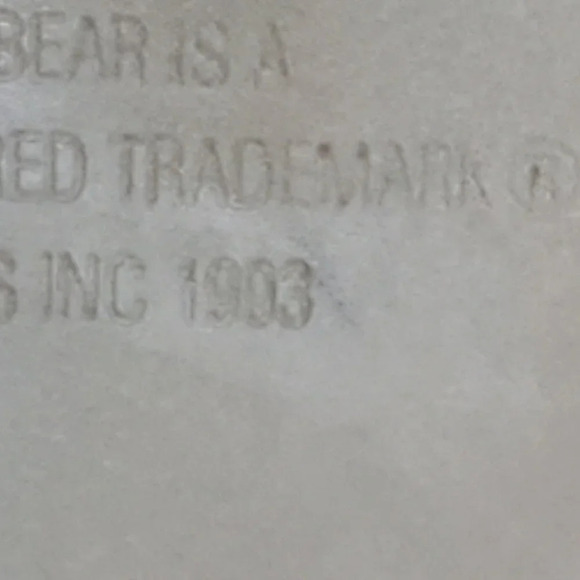 BEAR IS A
RED TRADEMARK ®
S INC 1993